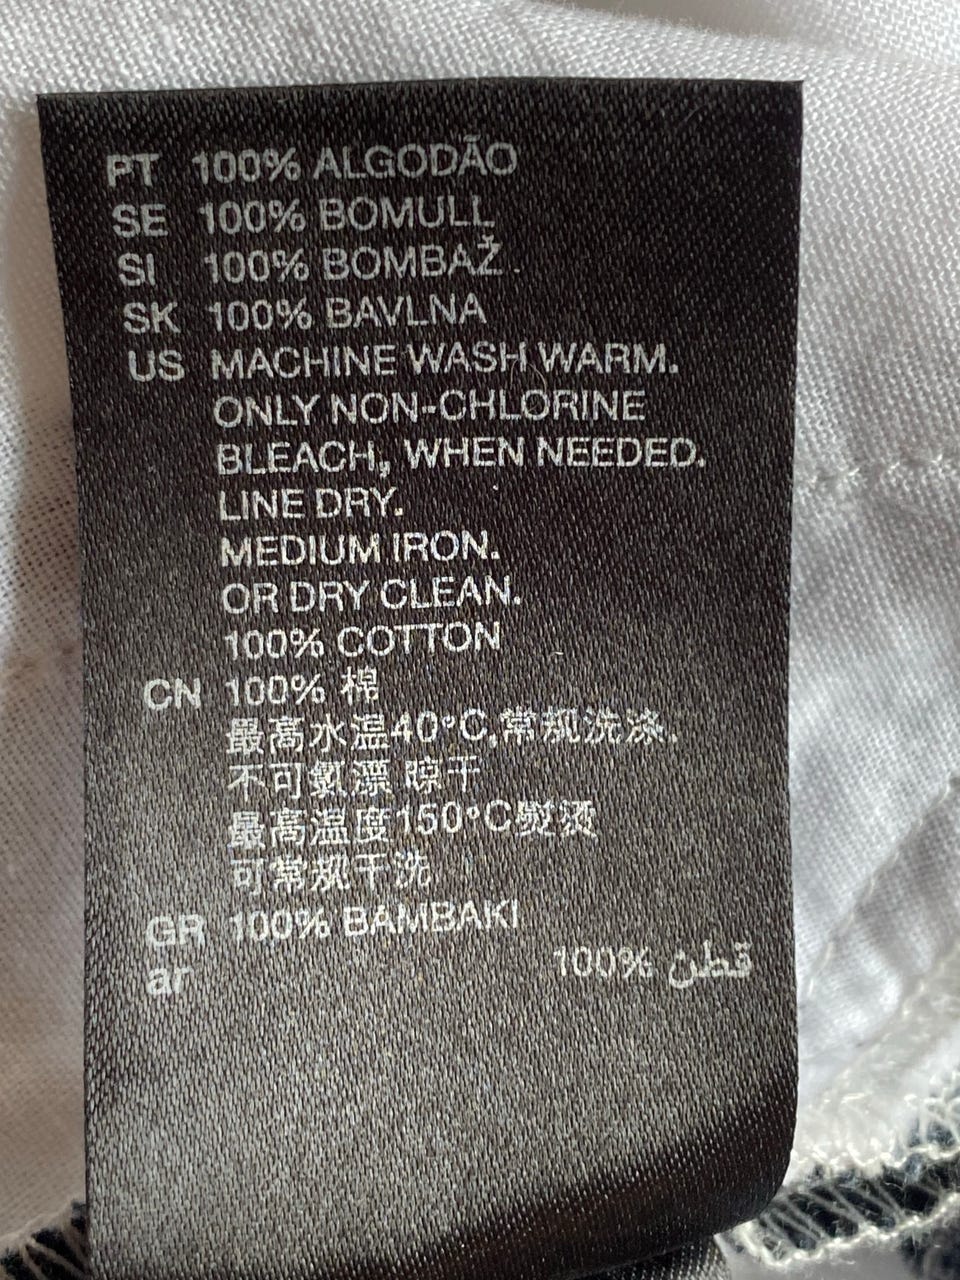 PT 100% ALGODÃO
SE 100% BOMULL
SI 100% BOMBAŽ
SK 100% BAVLNA
US MACHINE WASH WARM.
ONLY NON-CHLORINE
BLEACH, WHEN NEEDED.
LINE DRY.
MEDIUM IRON.
OR DRY CLEAN.
100% COTTON
CN 100% 棉
最高水温40°C,常规洗涤.
不可氯漂 晾干
最高温度150°C熨烫
可常规干洗
GR 100% BAMBAKI
ar 100% قطن